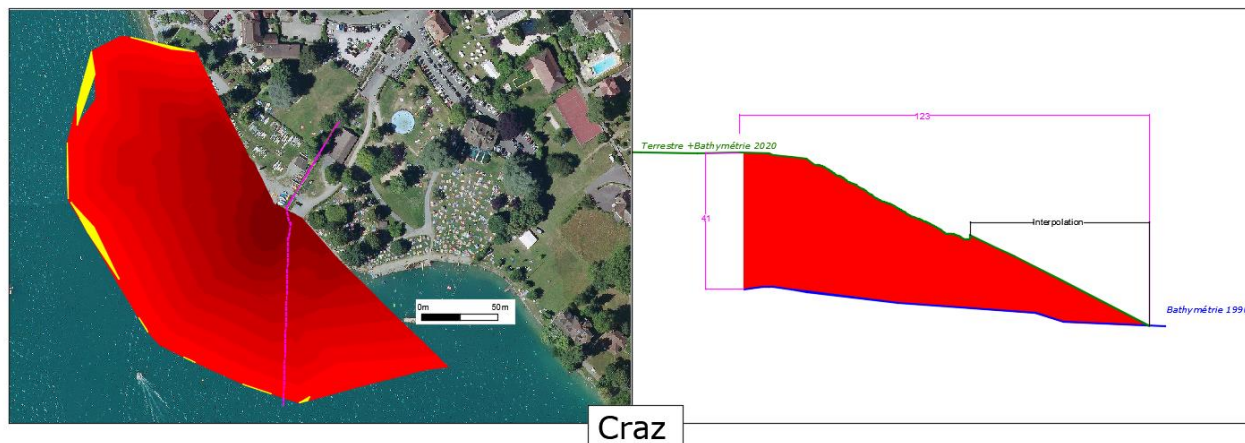 0m 50m
123
Terrestre +Bathymétrie 2020
41
Interpolation
Bathymétrie 199
Craz